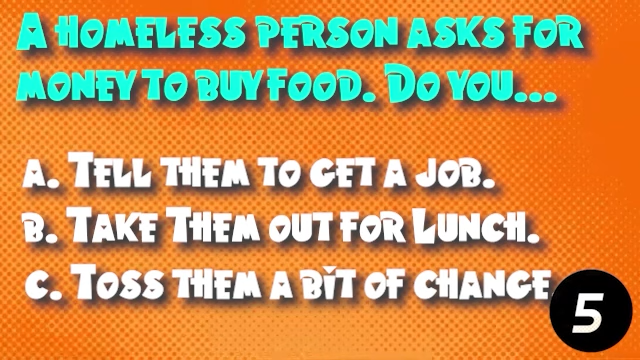 A homeless person asks for
money to buy food. Do you...
a. Tell them to get a job.
b. Take Them out for Lunch.
c. Toss them a bit of change
5